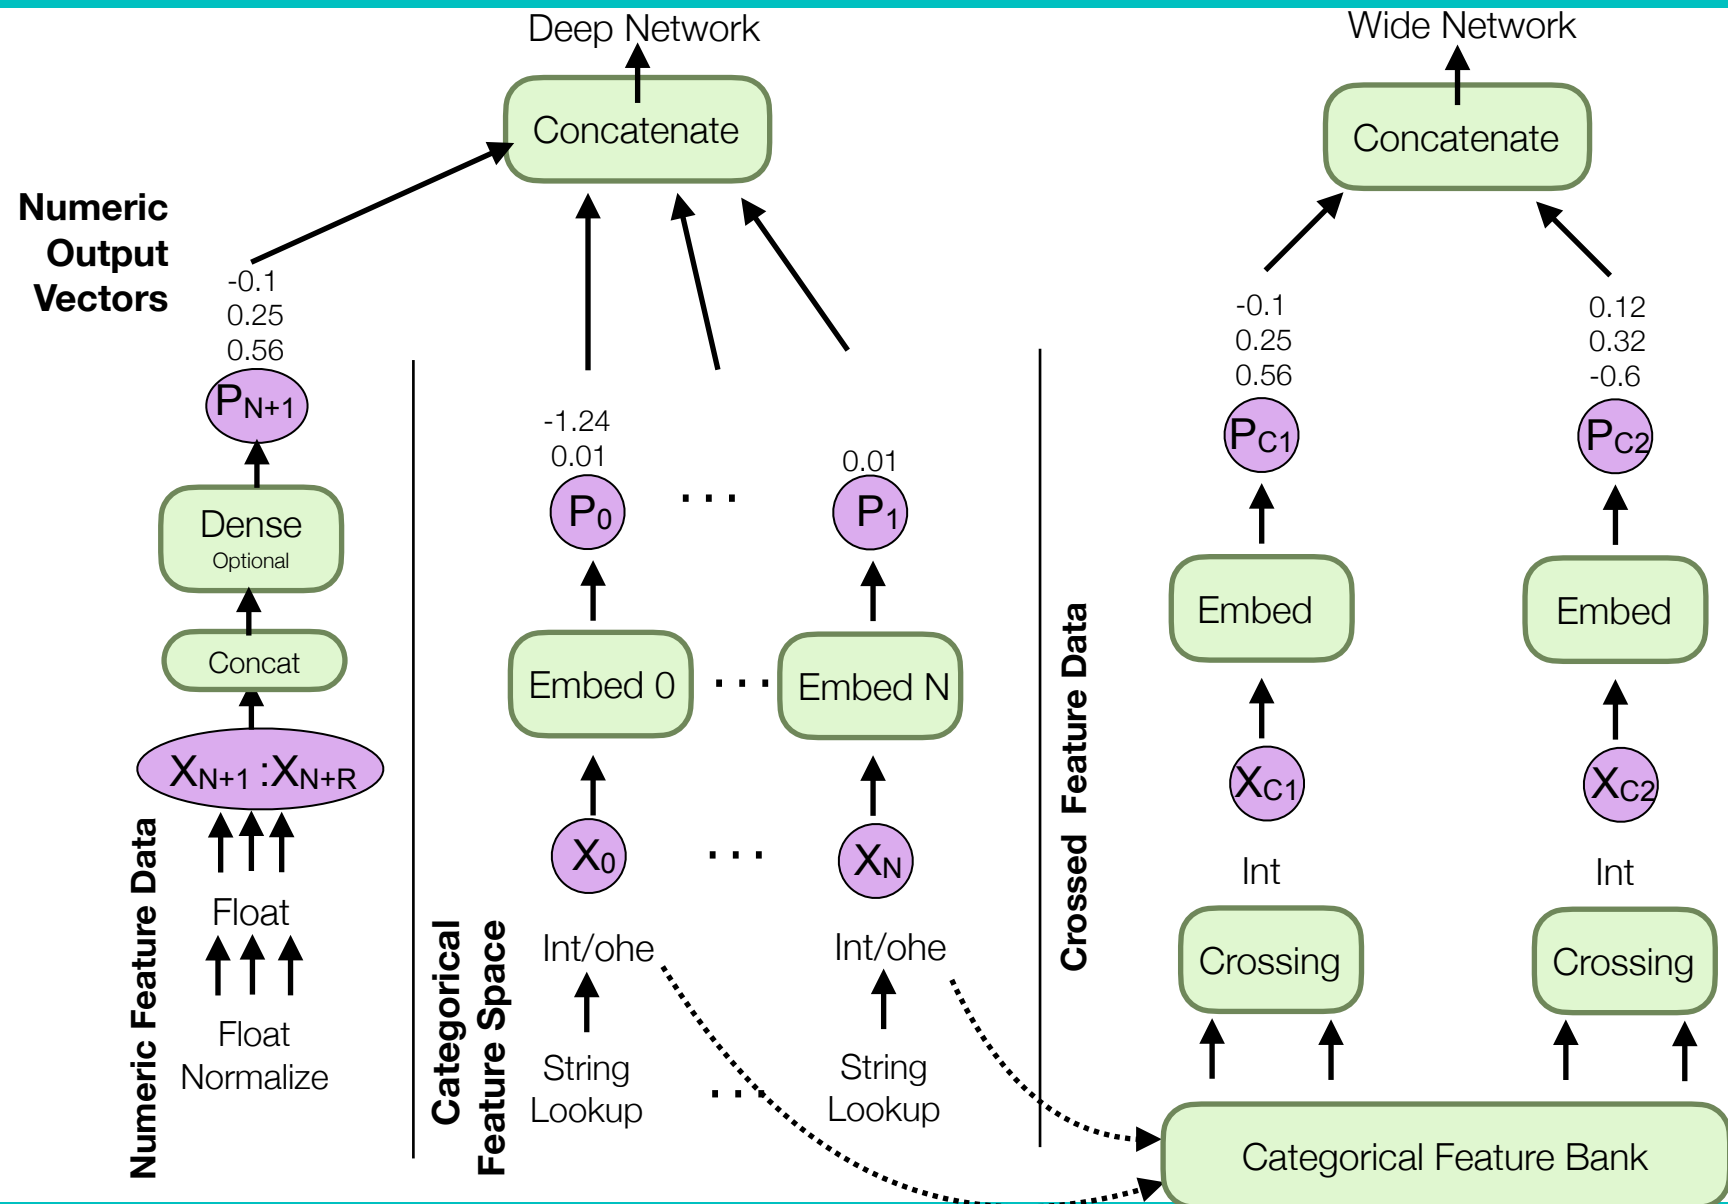 Deep Network
Concatenate
Numeric
Output
Vectors
-0.1
0.25
0.56
PN+1
Dense
Optional
Concat
XN+1 :XN+R
Float
Float
Normalize
Numeric Feature Data
-1.24
0.01
P0
...
0.01
P1
Embed 0
...
Embed N
X0
...
XN
Int/ohe
Int/ohe
String
Lookup
...
String
Lookup
Categorical
Feature Space
Wide Network
Concatenate
-0.1
0.25
0.56
PC1
0.12
0.32
-0.6
PC2
Embed
Embed
XC1
XC2
Int
Int
Crossing
Crossing
Crossed Feature Data
Categorical Feature Bank